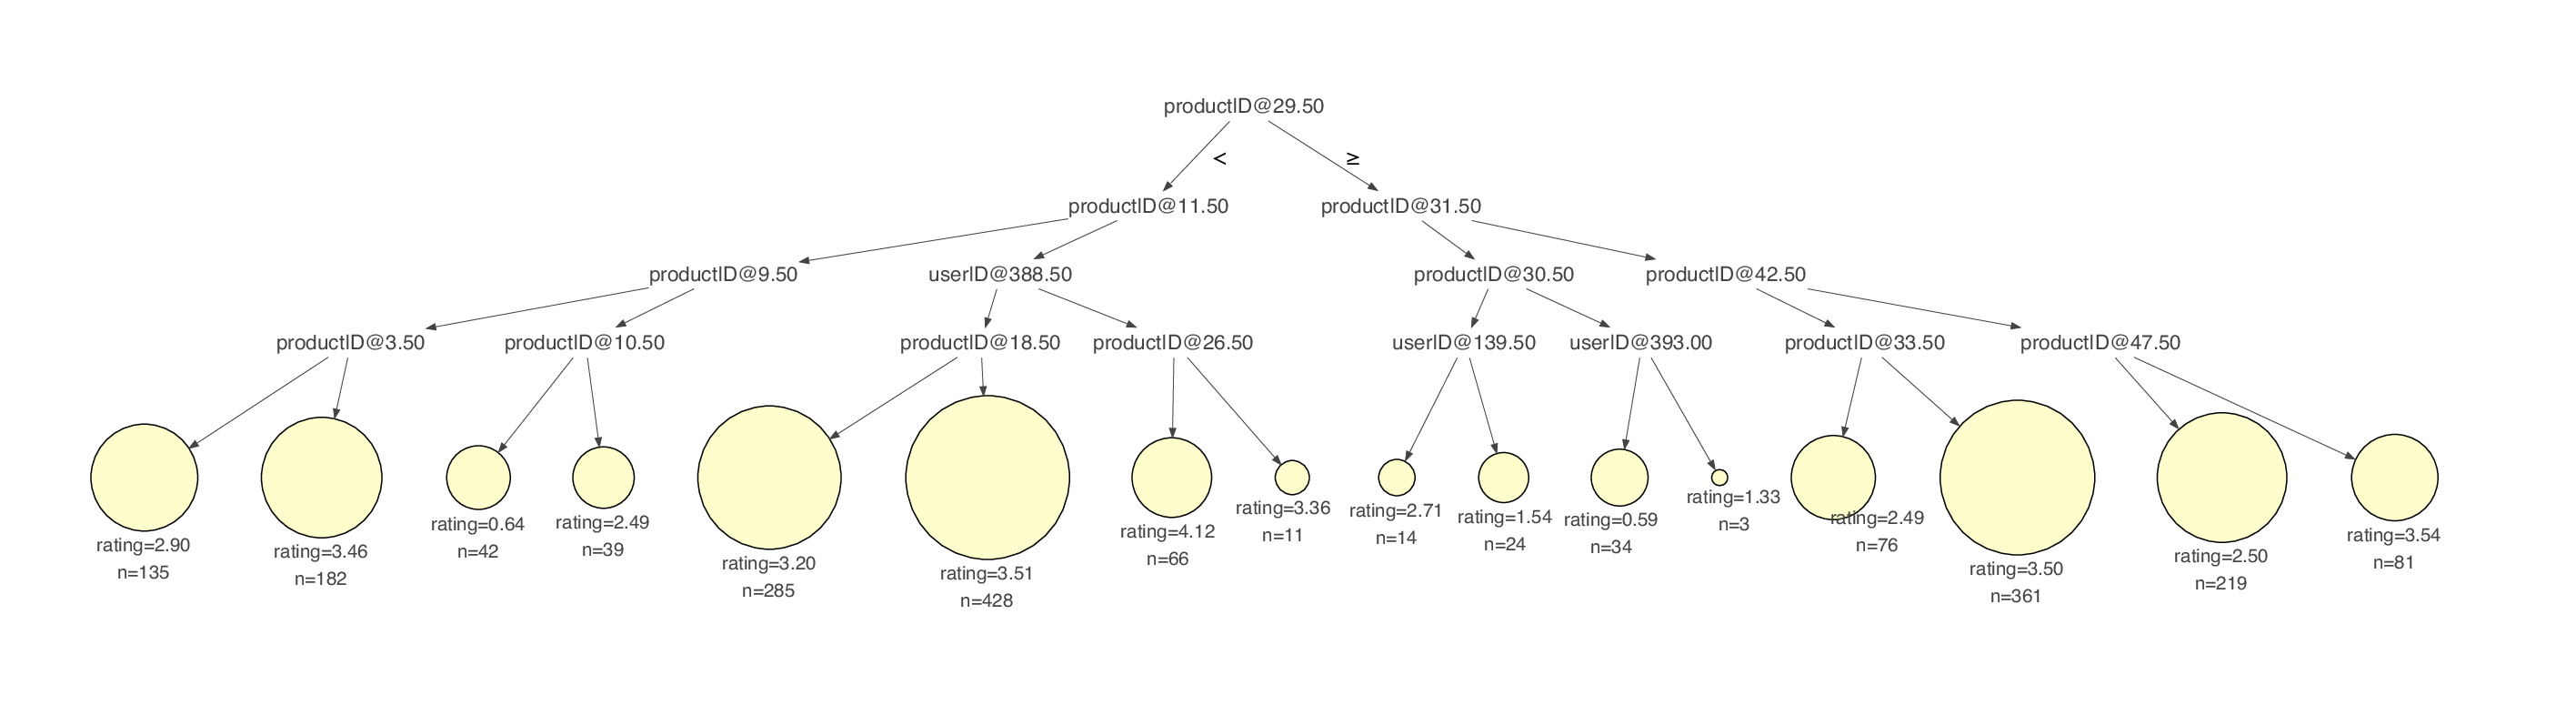 productID@29.50
< ≥
productID@11.50 productID@31.50
productID@9.50 userID@388.50 productID@30.50 productID@42.50
productID@3.50 productID@10.50 productID@18.50 productID@26.50 userID@139.50 userID@393.00 productID@33.50 productID@47.50
rating=2.90
n=135
rating=3.46
n=182
rating=0.64
n=42
rating=2.49
n=39
rating=3.20
n=285
rating=3.51
n=428
rating=4.12
n=66
rating=3.36
n=11
rating=2.71
n=14
rating=1.54
n=24
rating=0.59
n=34
rating=1.33
n=3
rating=2.49
n=76
rating=3.50
n=361
rating=2.50
n=219
rating=3.54
n=81